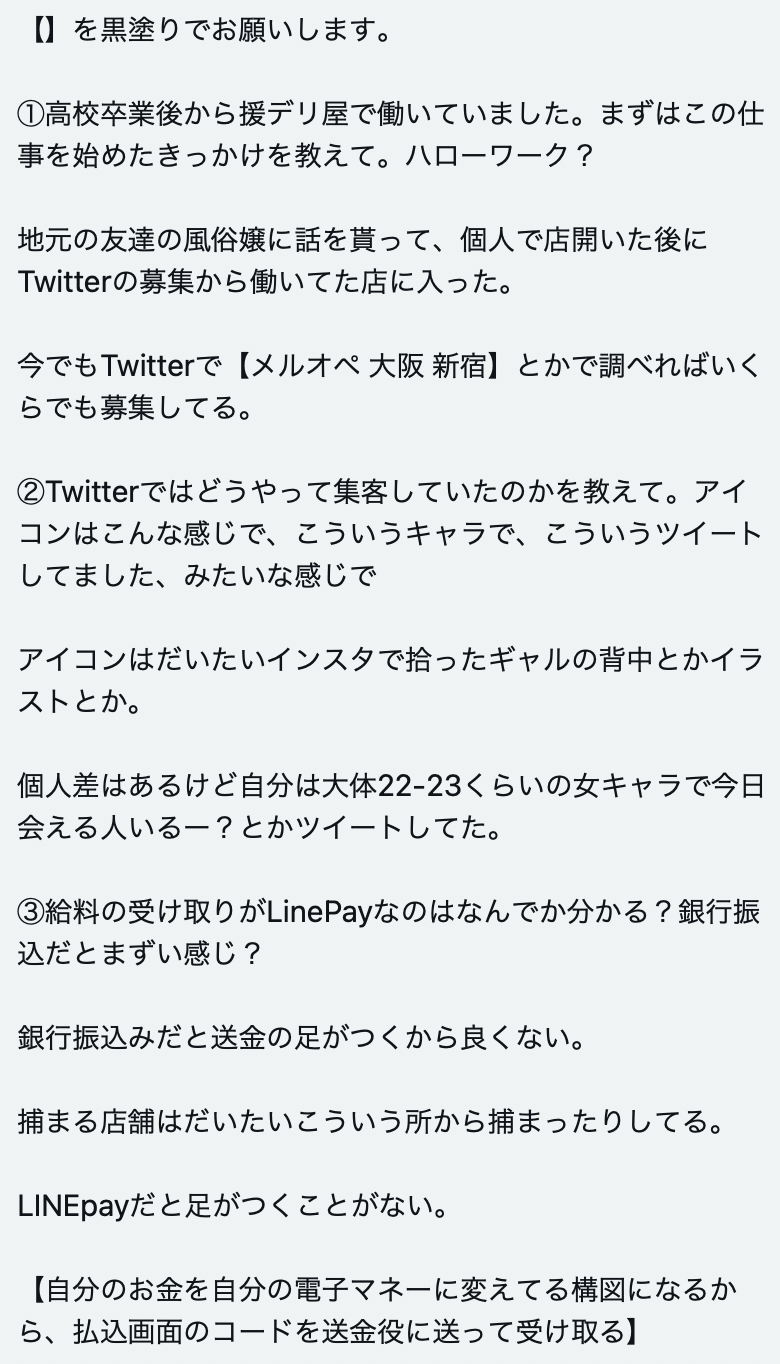 【】を黒塗りでお願いします。
①高校卒業後から援デリ屋で働いていました。まずはこの仕
事を始めたきっかけを教えて。ハローワーク？
地元の友達の風俗嬢に話を貰って、個人で店開いた後に
Twitterの募集から働いてた店に入った。
今でもTwitterで【メルオペ 大阪 新宿】とかで調べればいく
らでも募集してる。
②Twitterではどうやって集客していたのかを教えて。アイ
コンはこんな感じで、こういうキャラで、こういうツイート
してました、みたいな感じで
アイコンはだいたいインスタで拾ったギャルの背中とかイラ
ストとか。
個人差はあるけど自分は大体22-23くらいの女キャラで今日
会える人いるー？とかツイートしてた。
③給料の受け取りがLinePayなのはなんでか分かる？銀行振
込だとまずい感じ？
銀行振込みだと送金の足がつくから良くない。
捕まる店舗はだいたいこういう所から捕まったりしてる。
LINEpayだと足がつくことがない。
【自分のお金を自分の電子マネーに変えてる構図になるか
ら、払込画面のコードを送金役に送って受け取る】